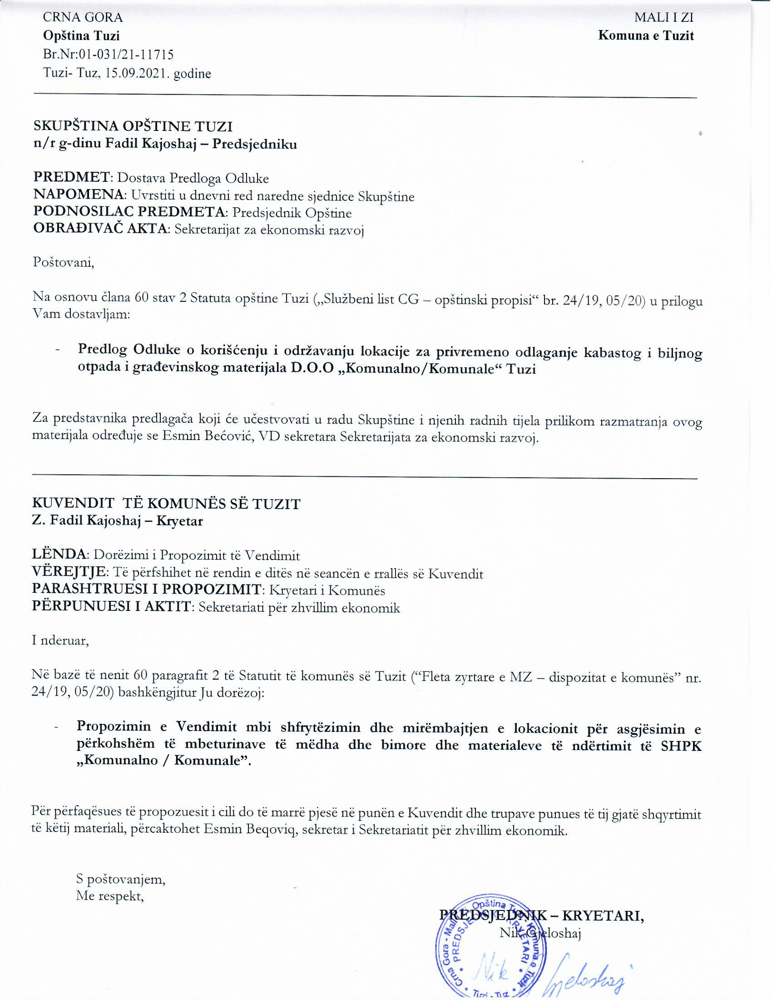 CRNA GORA
Opština Tuzi
Br.Nr:01-031/21-11715
Tuzi- Tuz, 15.09.2021. godine
MALI I ZI
Komuna e Tuzit
SKUPŠTINA OPŠTINE TUZI
n/r g-dinu Fadil Kajoshaj – Predsjedniku
PREDMET: Dostava Predloga Odluke
NAPOMENA: Uvrstiti u dnevni red naredne sjednice Skupštine
PODNOSILAC PREDMETA: Predsjednik Opštine
OBRAĐIVAČ AKTA: Sekretarijat za ekonomski razvoj
Poštovani,
Na osnovu člana 60 stav 2 Statuta opštine Tuzi („Službeni list CG – opštinski propisi“ br. 24/19, 05/20) u prilogu
Vam dostavljam:
- Predlog Odluke o korišćenju i održavanju lokacije za privremeno odlaganje kabastog i biljnog
otpada i građevinskog materijala D.O.O „Komunalno/Komunale“ Tuzi
Za predstavnika predlagača koji će učestvovati u radu Skupštine i njenih radnih tijela prilikom razmatranja ovog
materijala određuje se Esmin Bećović, VD sekretara Sekretarijata za ekonomski razvoj.
KUVENDIT TË KOMUNËS SË TUZIT
Z. Fadil Kajoshaj – Kryetar
LËNDA: Dorëzimi i Propozimit të Vendimit
VËREJTJE: Të përfshihet në rendin e ditës në seancën e rrallës së Kuvendit
PARASHTRUESI I PROPOZIMIT: Kryetari i Komunës
PËRPUNUESI I AKTIT: Sekretariati për zhvillim ekonomik
I nderuar,
Në bazë të nenit 60 paragrafit 2 të Statutit të komunës së Tuzit (“Fleta zyrtare e MZ – dispozitat e komunës” nr.
24/19, 05/20) bashkëngjitur Ju dorëzoj:
- Propozimin e Vendimit mbi shfrytëzimin dhe mirëmbajtjen e lokacionit për asgjësimin e
përkohshëm të mbeturinave të mëdha dhe bimore dhe materialeve të ndërtimit të SHPK
„Komunalno / Komunale”.
Për përfaqësues të propozuesit i cili do të marrë pjesë në punën e Kuvendit dhe trupave punues të tij gjatë shqyrtimit
të këtij materiali, përcaktohet Esmin Beqoviq, sekretar i Sekretariatit për zhvillim ekonomik.
S poštovanjem,
Me respekt,
PREDSJEDNIK – KRYETARI,
Nik Gjeloshaj
Crna Gora - Mali i Zi, Opština Tuzi - Komuna e Tuzit
PREDSJEDNIK - KRYETARI
Tuzi - Tuz
Nik Gjeloshaj